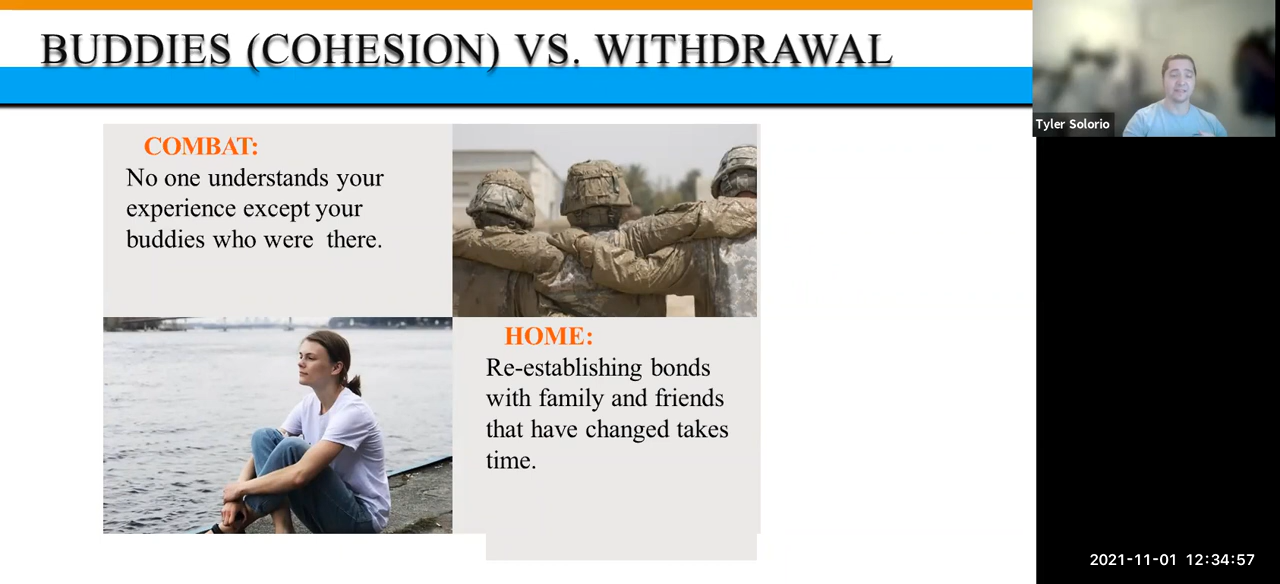 BUDDIES (COHESION) VS. WITHDRAWAL
Tyler Solorio
COMBAT:
No one understands your
experience except your
buddies who were there.
HOME:
Re-establishing bonds
with family and friends
that have changed takes
time.
2021-11-01 12:34:57